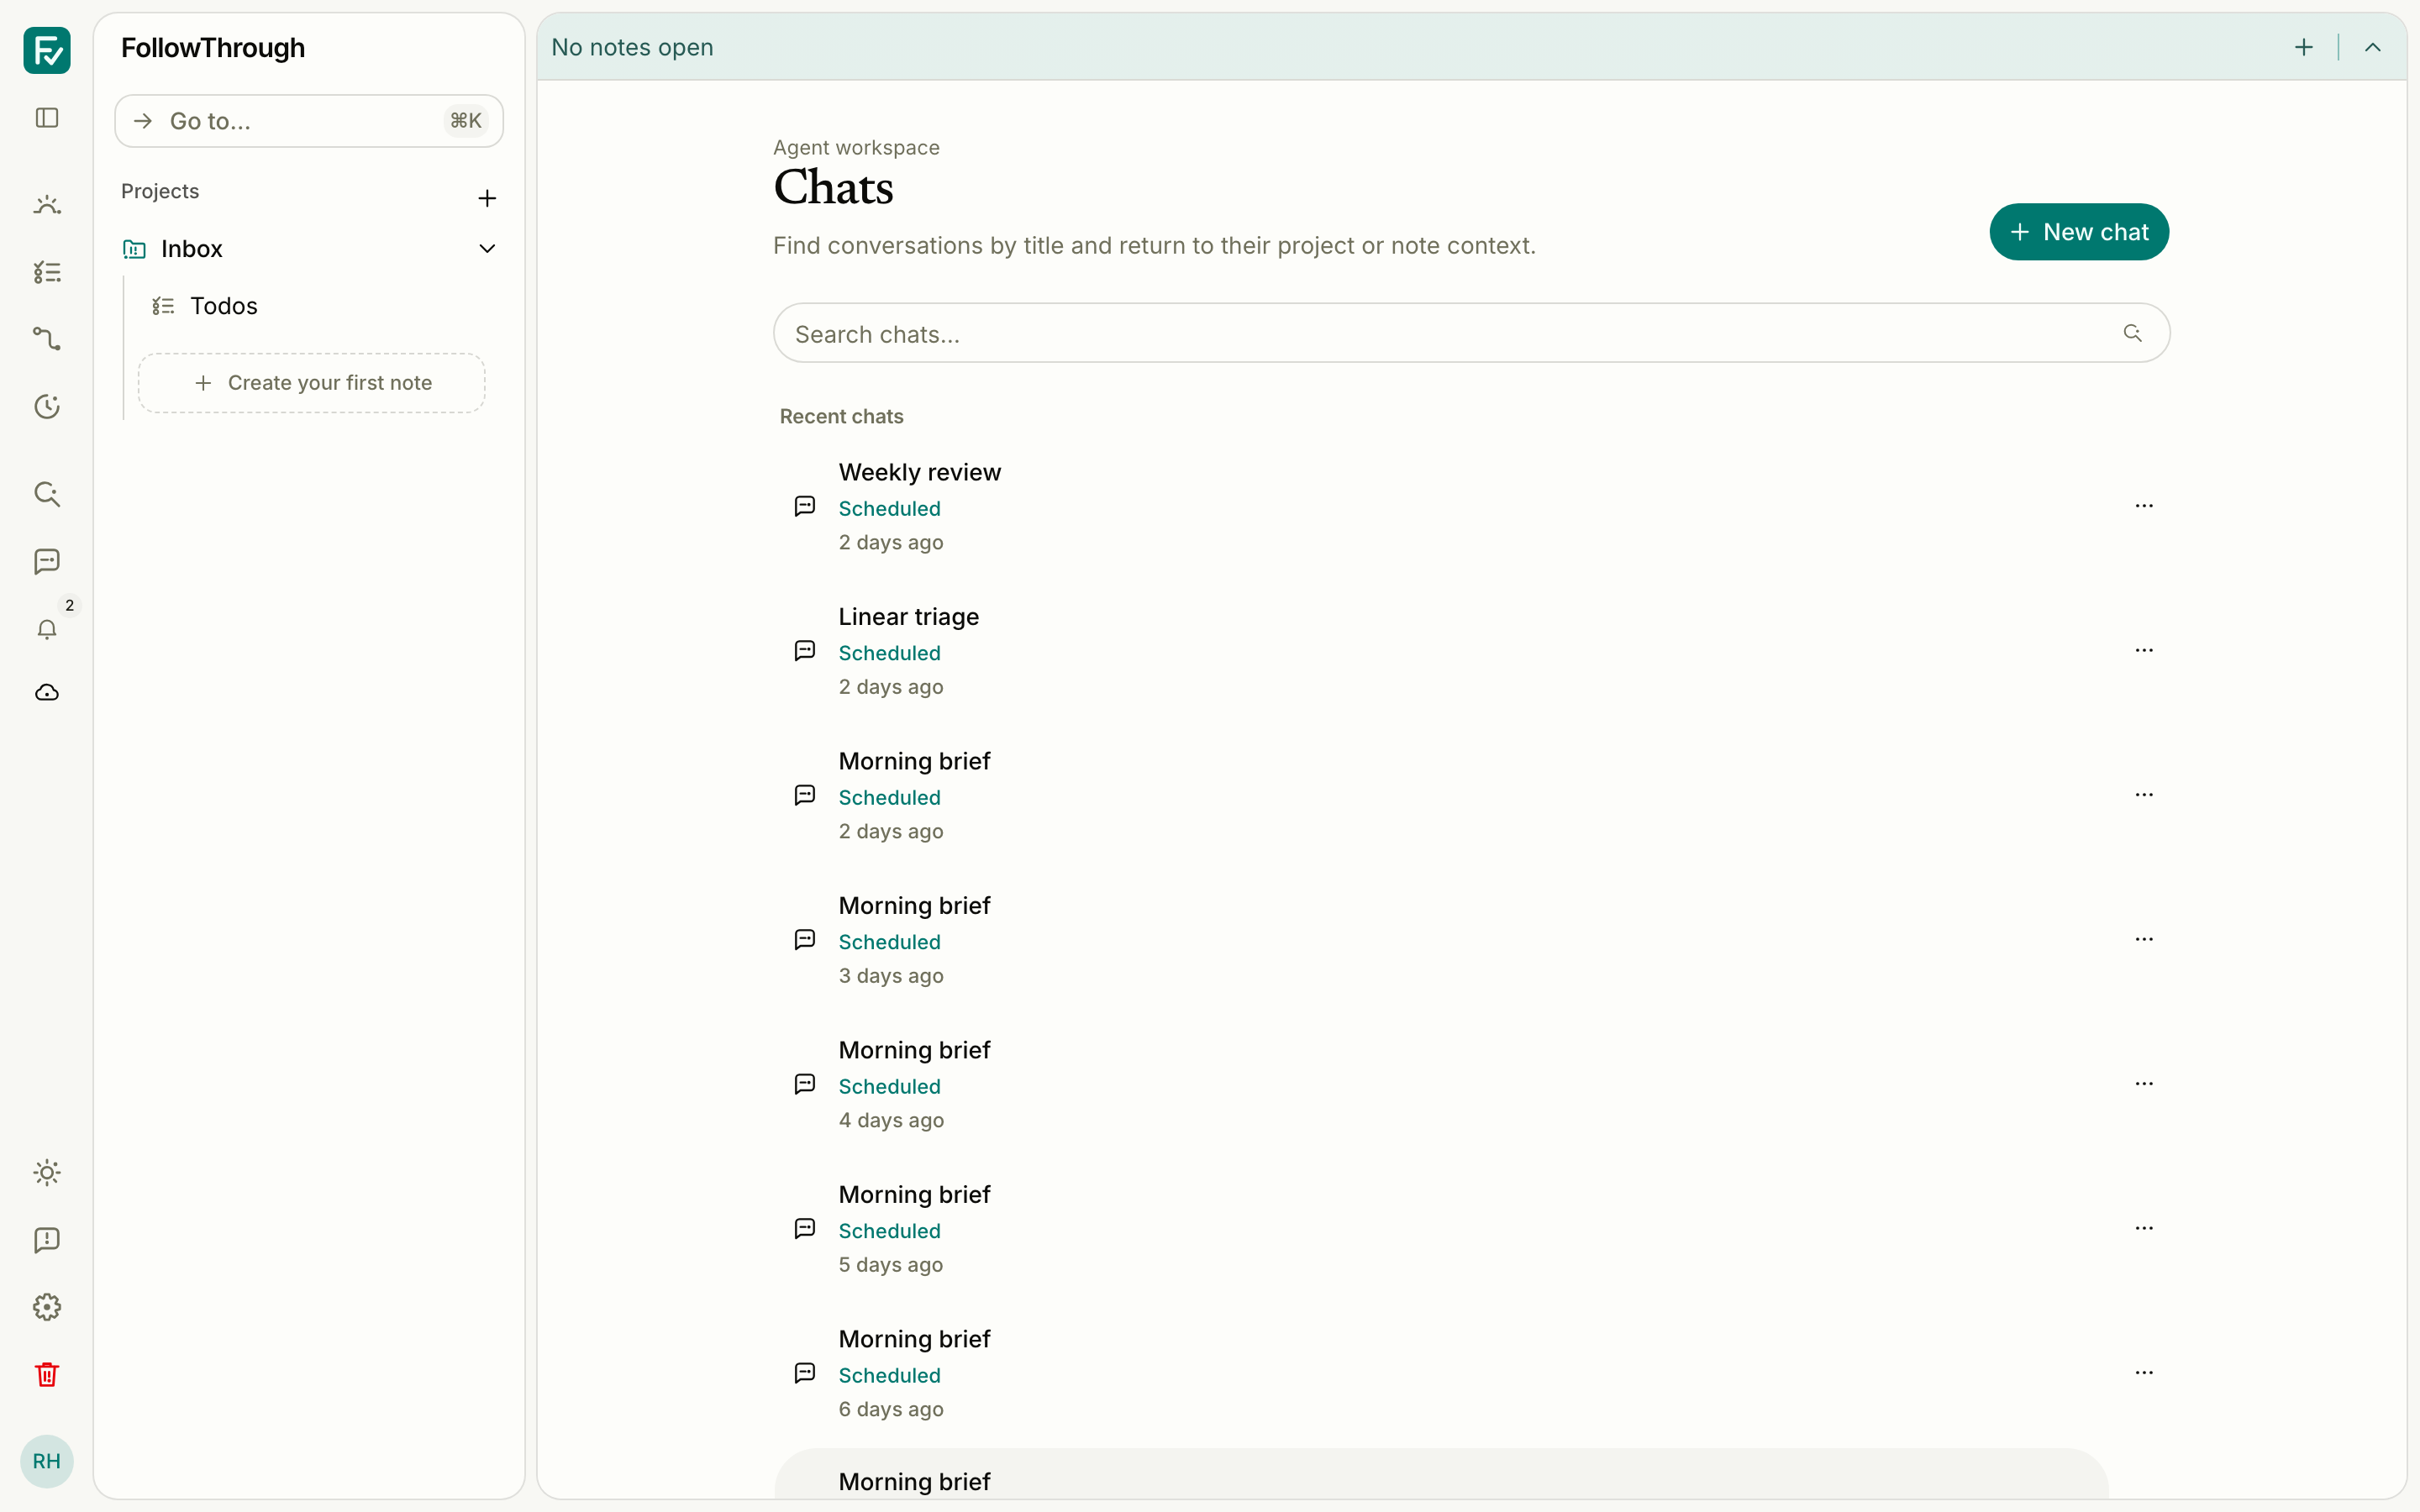 FollowThrough
Go to...
⌘K
Projects
Inbox
Todos
Create your first note
2
RH
No notes open
Agent workspace
Chats
Find conversations by title and return to their project or note context.
New chat
Search chats...
Recent chats
Weekly review
Scheduled
2 days ago
Linear triage
Scheduled
2 days ago
Morning brief
Scheduled
2 days ago
Morning brief
Scheduled
3 days ago
Morning brief
Scheduled
4 days ago
Morning brief
Scheduled
5 days ago
Morning brief
Scheduled
6 days ago
Morning brief